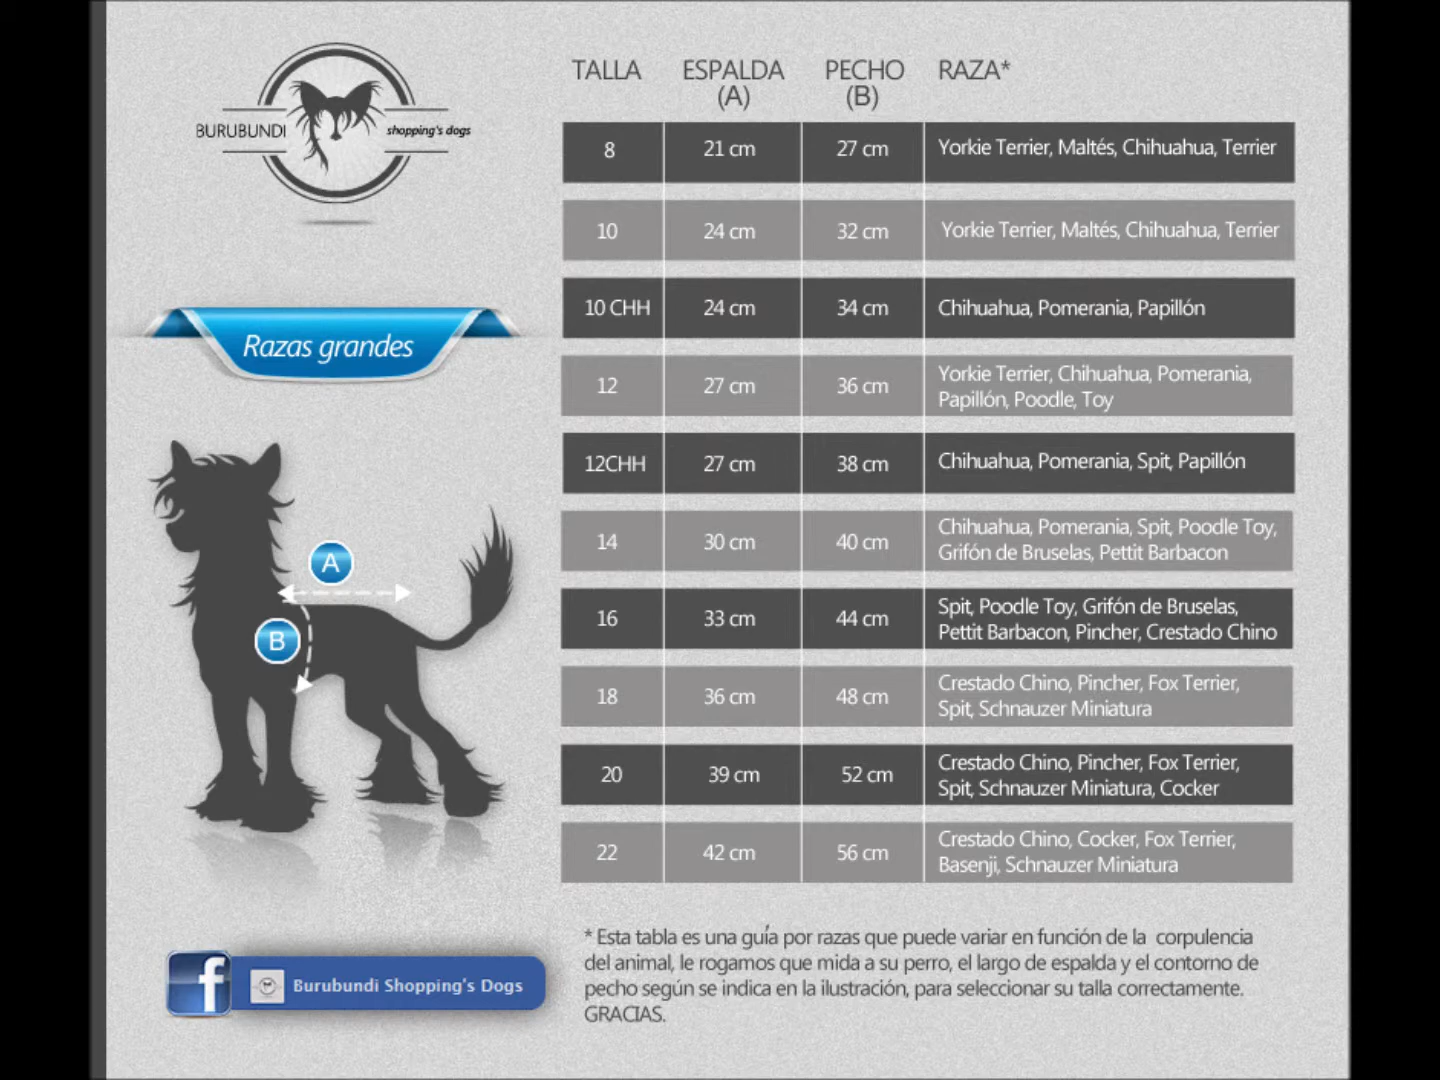 BURUBUNDI
shopping's dogs
Razas grandes
A
B
Burubundi Shopping's Dogs
TALLA ESPALDA (A) PECHO (B) RAZA*
8 21 cm 27 cm Yorkie Terrier, Maltés, Chihuahua, Terrier
10 24 cm 32 cm Yorkie Terrier, Maltés, Chihuahua, Terrier
10 CHH 24 cm 34 cm Chihuahua, Pomerania, Papillón
12 27 cm 36 cm Yorkie Terrier, Chihuahua, Pomerania,
Papillón, Poodle, Toy
12CHH 27 cm 38 cm Chihuahua, Pomerania, Spit, Papillón
14 30 cm 40 cm Chihuahua, Pomerania, Spit, Poodle Toy,
Grifón de Bruselas, Pettit Barbacon
16 33 cm 44 cm Spit, Poodle Toy, Grifón de Bruselas,
Pettit Barbacon, Pincher, Crestado Chino
18 36 cm 48 cm Crestado Chino, Pincher, Fox Terrier,
Spit, Schnauzer Miniatura
20 39 cm 52 cm Crestado Chino, Pincher, Fox Terrier,
Spit, Schnauzer Miniatura, Cocker
22 42 cm 56 cm Crestado Chino, Cocker, Fox Terrier,
Basenji, Schnauzer Miniatura
* Esta tabla es una guía por razas que puede variar en función de la corpulencia
del animal, le rogamos que mida a su perro, el largo de espalda y el contorno de
pecho según se indica en la ilustración, para seleccionar su talla correctamente.
GRACIAS.